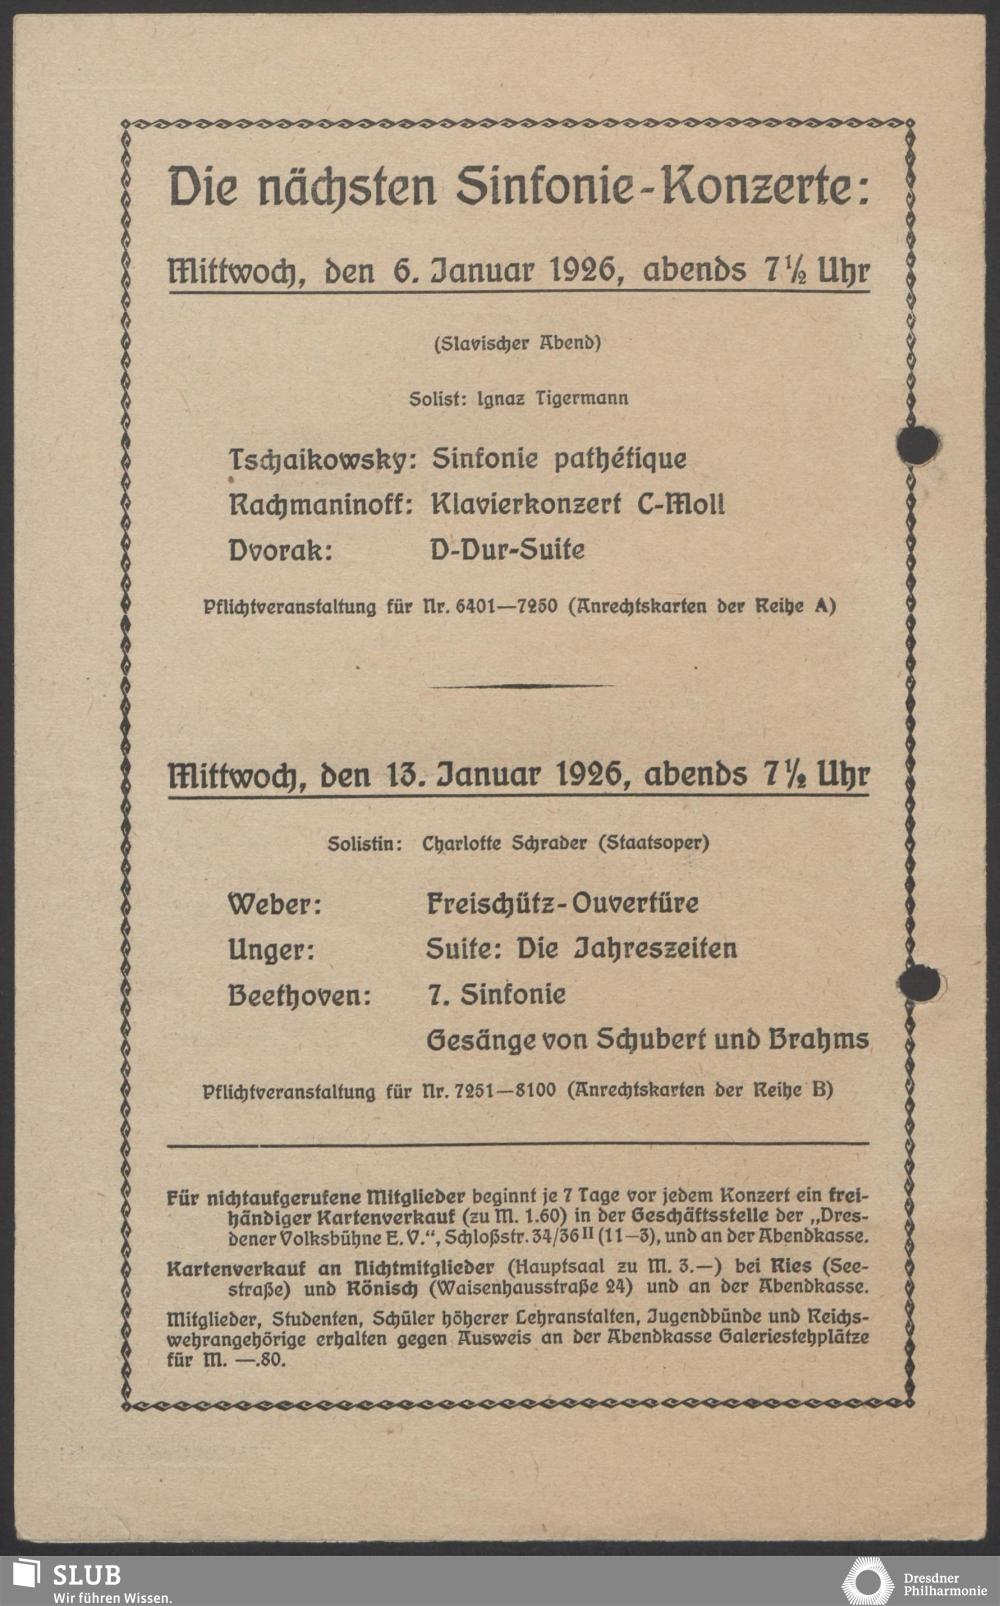 Die nächsten Sinfonie-Konzerte:
Mittwoch, den 6. Januar 1926, abends 7½ Uhr
(Slavischer Abend)
Solist: Ignaz Tigermann
Tschaikowsky: Sinfonie pathétique
Rachmaninoff: Klavierkonzert C-Moll
Dvorak: D-Dur-Suite
Pflichtveranstaltung für Nr. 6401—7250 (Anrechtskarten der Reihe A)
Mittwoch, den 13. Januar 1926, abends 7½ Uhr
Solistin: Charlotte Schrader (Staatsoper)
Weber: Freischütz-Ouvertüre
Unger: Suite: Die Jahreszeiten
Beethoven: 7. Sinfonie
Gesänge von Schubert und Brahms
Pflichtveranstaltung für Nr. 7251—8100 (Anrechtskarten der Reihe B)
Für nichtaufgerufene Mitglieder beginnt je 7 Tage vor jedem Konzert ein frei-
händiger Kartenverkauf (zu M. 1.60) in der Geschäftsstelle der „Dres-
dener Volksbühne E. V.“, Schloßstr. 34/36 II (11—3), und an der Abendkasse.
Kartenverkauf an Nichtmitglieder (Hauptsaal zu M. 3.—) bei Ries (See-
straße) und Rönisch (Waisenhausstraße 24) und an der Abendkasse.
Mitglieder, Studenten, Schüler höherer Lehranstalten, Jugendbünde und Reichs-
wehrangehörige erhalten gegen Ausweis an der Abendkasse Galeriestehplätze
für M. —.80.
SLUB
Wir führen Wissen.
Dresdner
Philharmonie